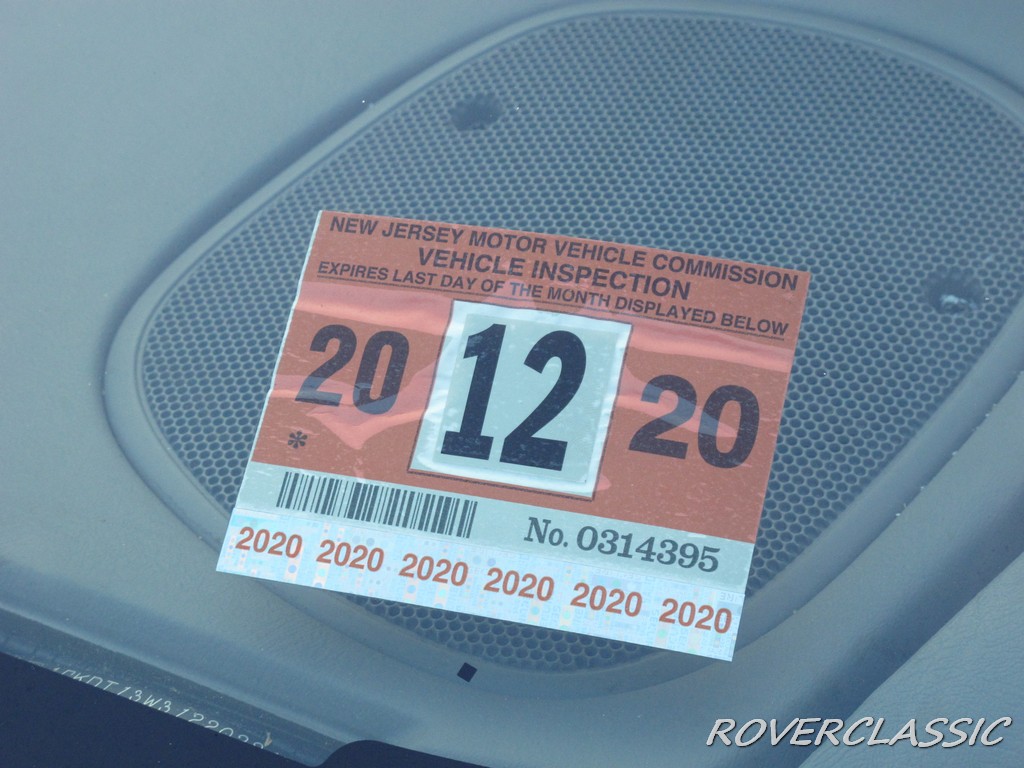 NEW JERSEY MOTOR VEHICLE COMMISSION
VEHICLE INSPECTION
EXPIRES LAST DAY OF THE MONTH DISPLAYED BELOW
20 12 20
*
No. 0314395
2020 2020 2020 2020 2020 2020
ROVERCLASSIC